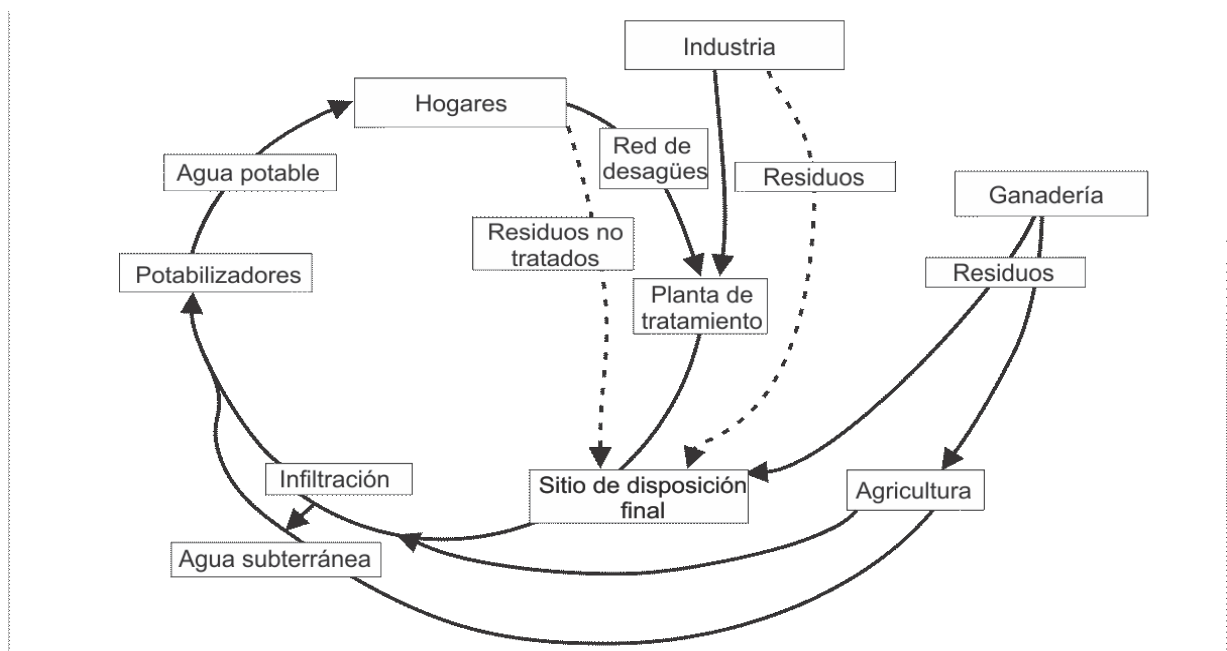 Industria
Hogares
Red de
desagües
Agua potable
Residuos
Ganadería
Residuos no
tratados
Potabilizadores
Residuos
Planta de
tratamiento
Infiltración
Sitio de disposición
final
Agricultura
Agua subterránea